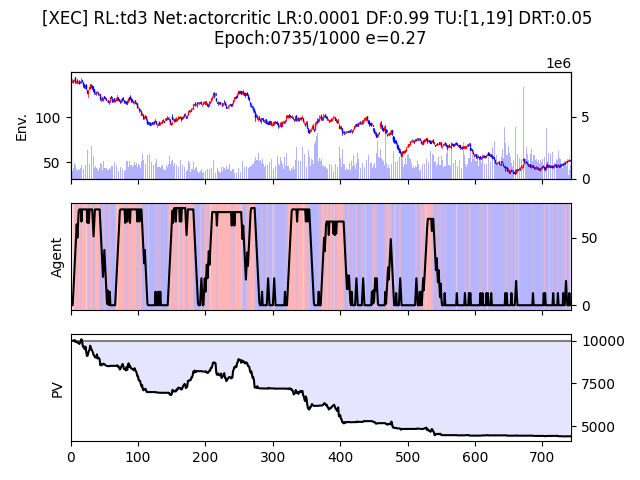 [XEC] RL:td3 Net:actorcritic LR:0.0001 DF:0.99 TU:[1,19] DRT:0.05
Epoch:0735/1000 e=0.27
1e6
Env.
100
50
5
0
Agent
50
0
PV
10000
7500
5000
0 100 200 300 400 500 600 700